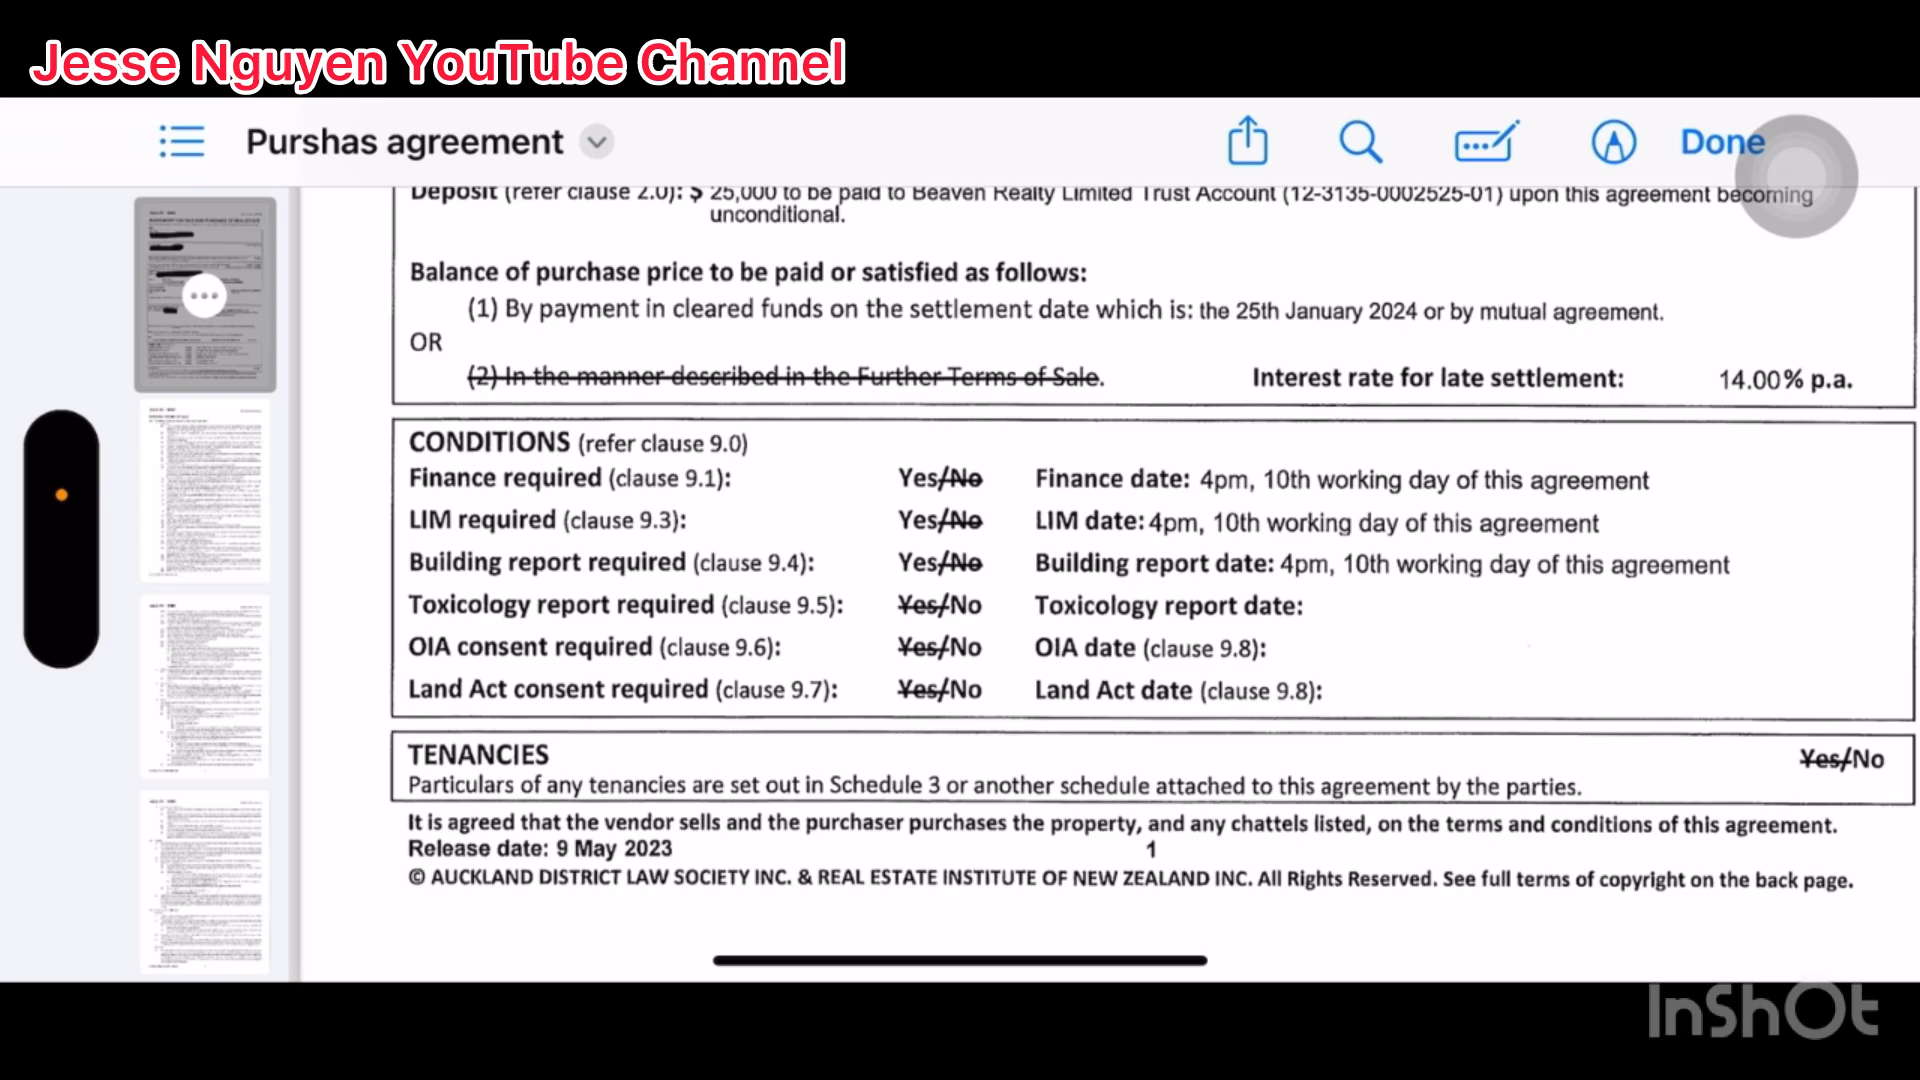 Jesse Nguyen YouTube Channel
Purshas agreement
Done
Deposit (refer clause 2.0): $ 25,000 to be paid to Beaven Realty Limited Trust Account (12-3135-0002525-01) upon this agreement becoming
unconditional.
Balance of purchase price to be paid or satisfied as follows:
(1) By payment in cleared funds on the settlement date which is: the 25th January 2024 or by mutual agreement.
OR
(2) In the manner described in the Further Terms of Sale. Interest rate for late settlement: 14.00% p.a.
CONDITIONS (refer clause 9.0)
Finance required (clause 9.1): Yes/No Finance date: 4pm, 10th working day of this agreement
LIM required (clause 9.3): Yes/No LIM date: 4pm, 10th working day of this agreement
Building report required (clause 9.4): Yes/No Building report date: 4pm, 10th working day of this agreement
Toxicology report required (clause 9.5): Yes/No Toxicology report date:
OIA consent required (clause 9.6): Yes/No OIA date (clause 9.8):
Land Act consent required (clause 9.7): Yes/No Land Act date (clause 9.8):
TENANCIES Yes/No
Particulars of any tenancies are set out in Schedule 3 or another schedule attached to this agreement by the parties.
It is agreed that the vendor sells and the purchaser purchases the property, and any chattels listed, on the terms and conditions of this agreement.
Release date: 9 May 2023 1
© AUCKLAND DISTRICT LAW SOCIETY INC. & REAL ESTATE INSTITUTE OF NEW ZEALAND INC. All Rights Reserved. See full terms of copyright on the back page.
InShOt